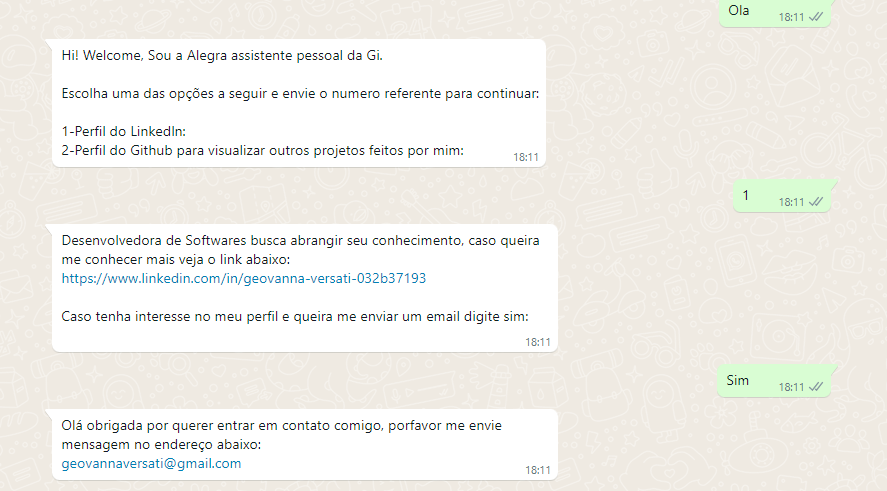 Ola
18:11
Hi! Welcome, Sou a Alegra assistente pessoal da Gi.
Escolha uma das opções a seguir e envie o numero referente para continuar:
1-Perfil do LinkedIn:
2-Perfil do Github para visualizar outros projetos feitos por mim:
18:11
1
18:11
Desenvolvedora de Softwares busca abrangir seu conhecimento, caso queira
me conhecer mais veja o link abaixo:
https://www.linkedin.com/in/geovanna-versati-032b37193
Caso tenha interesse no meu perfil e queira me enviar um email digite sim:
18:11
Sim
18:11
Olá obrigada por querer entrar em contato comigo, porfavor me envie
mensagem no endereço abaixo:
geovannaversati@gmail.com
18:11